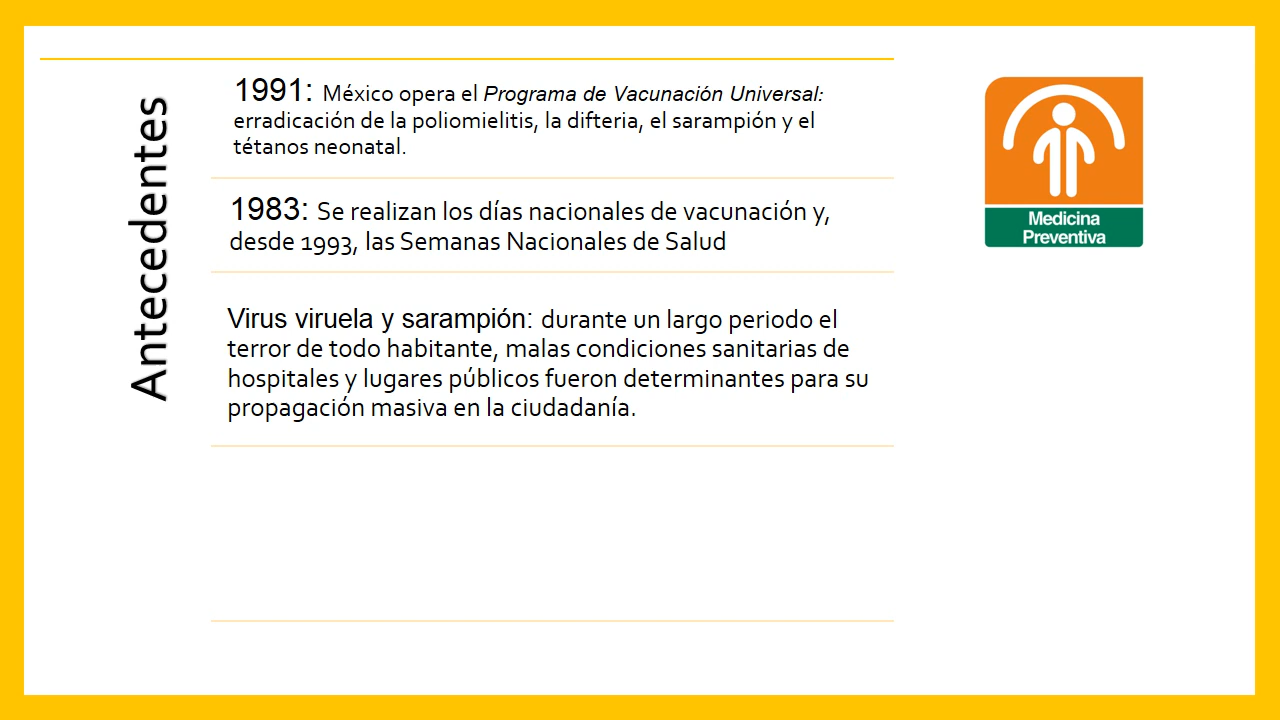 Antecedentes
1991: México opera el Programa de Vacunación Universal:
erradicación de la poliomielitis, la difteria, el sarampión y el
tétanos neonatal.
1983: Se realizan los días nacionales de vacunación y,
desde 1993, las Semanas Nacionales de Salud
Virus viruela y sarampión: durante un largo periodo el
terror de todo habitante, malas condiciones sanitarias de
hospitales y lugares públicos fueron determinantes para su
propagación masiva en la ciudadanía.
Medicina
Preventiva